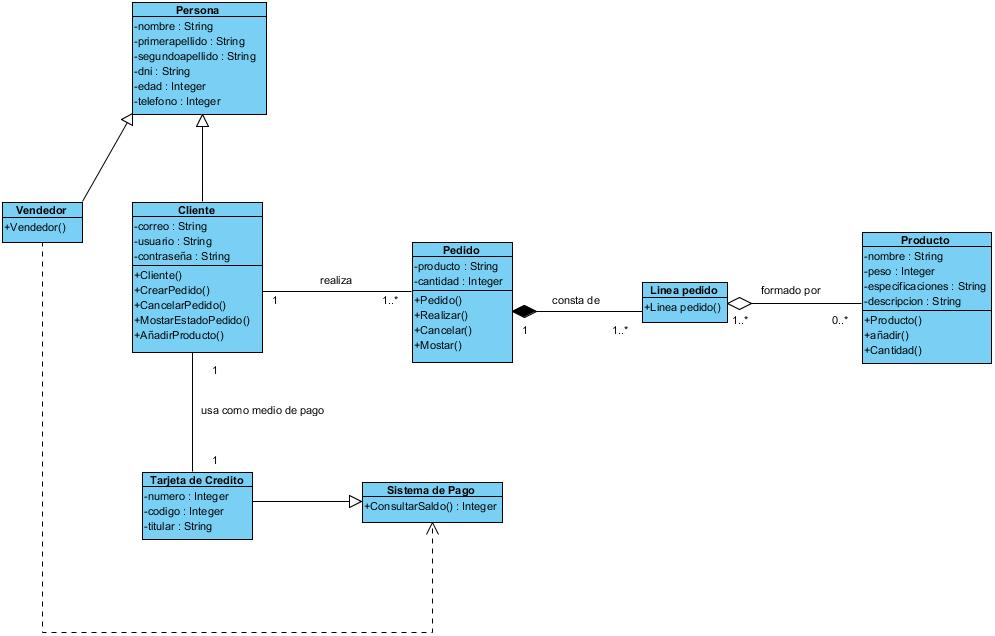 Persona
-nombre : String
-primerapellido : String
-segundoapellido : String
-dni : String
-edad : Integer
-telefono : Integer
Vendedor
+Vendedor()
Cliente
-correo : String
-usuario : String
-contraseña : String
+Cliente()
+CrearPedido()
+CancelarPedido()
+MostarEstadoPedido()
+AñadirProducto()
realiza
1
1..*
Pedido
-producto : String
-cantidad : Integer
+Pedido()
+Realizar()
+Cancelar()
+Mostar()
consta de
1
1..*
Linea pedido
+Linea pedido()
formado por
1..*
0..*
Producto
-nombre : String
-peso : Integer
-especificaciones : String
-descripcion : String
+Producto()
+añadir()
+Cantidad()
1
usa como medio de pago
1
Tarjeta de Credito
-numero : Integer
-codigo : Integer
-titular : String
Sistema de Pago
+ConsultarSaldo() : Integer